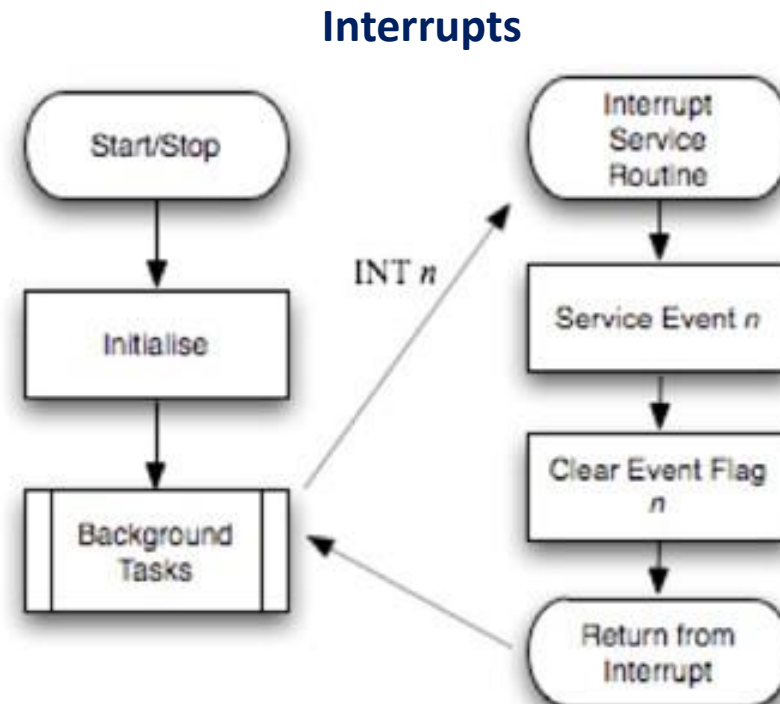 Interrupts
Start/Stop
Initialise
Background
Tasks
INT n
Interrupt
Service
Routine
Service Event n
Clear Event Flag
n
Return from
Interrupt